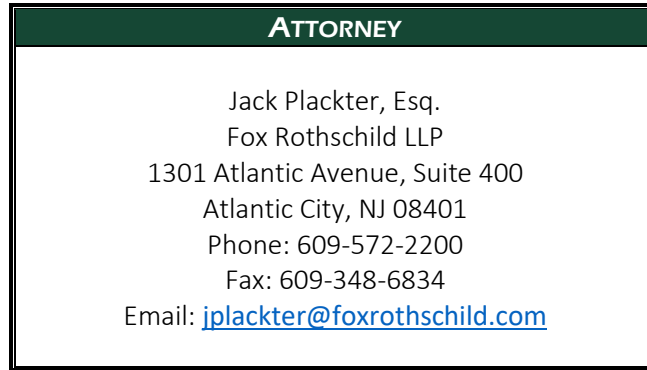 ATTORNEY
Jack Plackter, Esq.
Fox Rothschild LLP
1301 Atlantic Avenue, Suite 400
Atlantic City, NJ 08401
Phone: 609-572-2200
Fax: 609-348-6834
Email: jplackter@foxrothschild.com